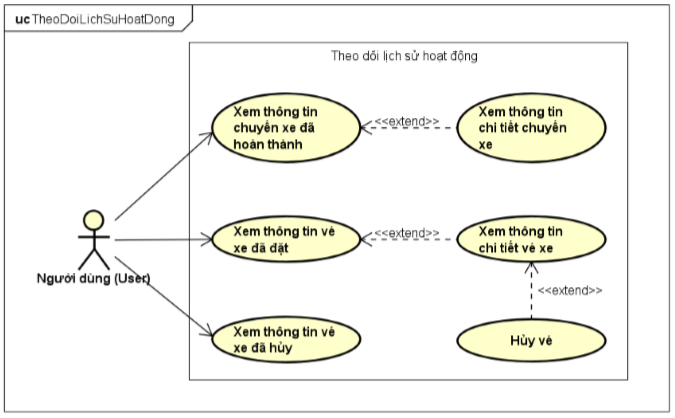 uc TheoDoiLichSuHoatDong
Theo dõi lịch sử hoạt động
Xem thông tin
chuyến xe đã
hoàn thành
<<extend>>
Xem thông tin
chi tiết chuyến
xe
Xem thông tin vé
xe đã đặt
<<extend>>
Xem thông tin
chi tiết vé xe
Người dùng (User)
<<extend>>
Xem thông tin vé
xe đã hủy
Hủy vé